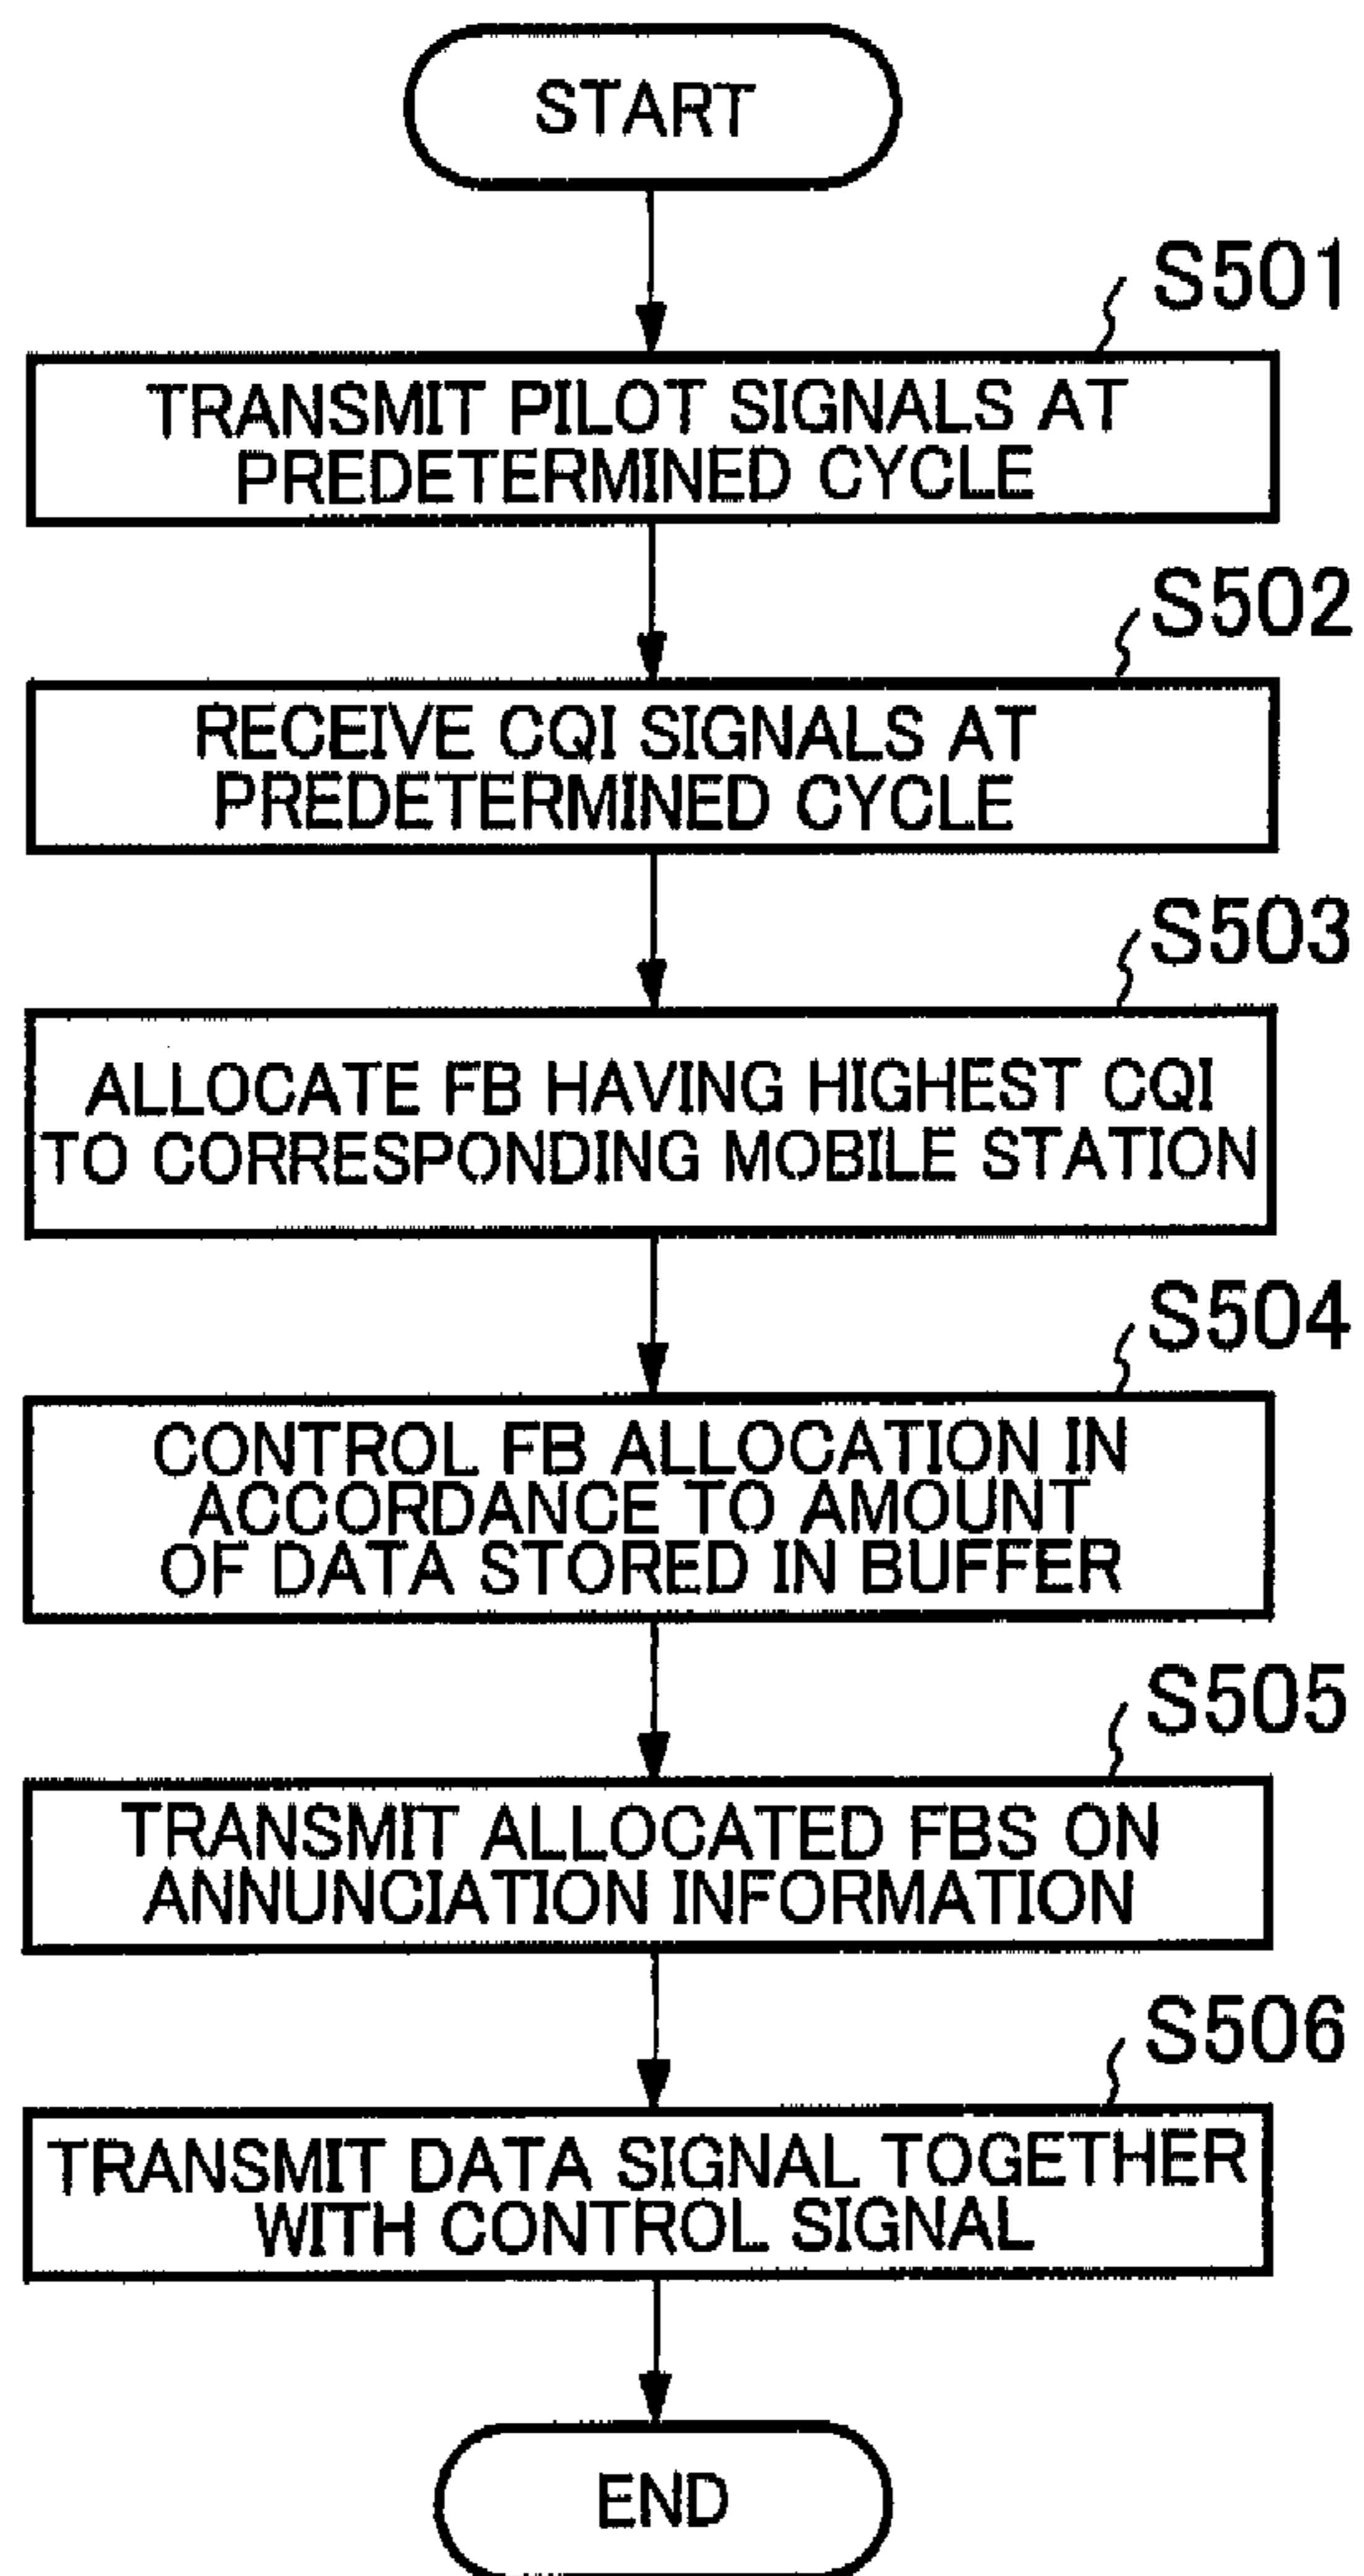 START
S501
TRANSMIT PILOT SIGNALS AT
PREDETERMINED CYCLE
S502
RECEIVE CQI SIGNALS AT
PREDETERMINED CYCLE
S503
ALLOCATE FB HAVING HIGHEST CQI
TO CORRESPONDING MOBILE STATION
S504
CONTROL FB ALLOCATION IN
ACCORDANCE TO AMOUNT
OF DATA STORED IN BUFFER
S505
TRANSMIT ALLOCATED FBS ON
ANNUNCIATION INFORMATION
S506
TRANSMIT DATA SIGNAL TOGETHER
WITH CONTROL SIGNAL
END